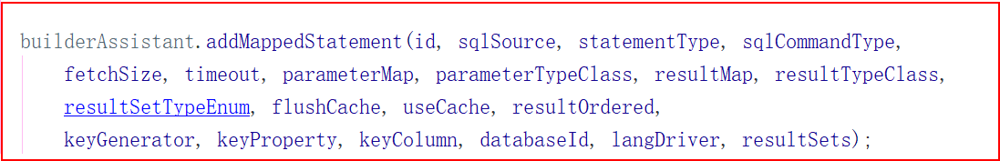 builderAssistant.addMappedStatement(id, sqlSource, statementType, sqlCommandType,
fetchSize, timeout, parameterMap, parameterTypeClass, resultMap, resultTypeClass,
resultSetTypeEnum, flushCache, useCache, resultOrdered,
keyGenerator, keyProperty, keyColumn, databaseId, langDriver, resultSets);